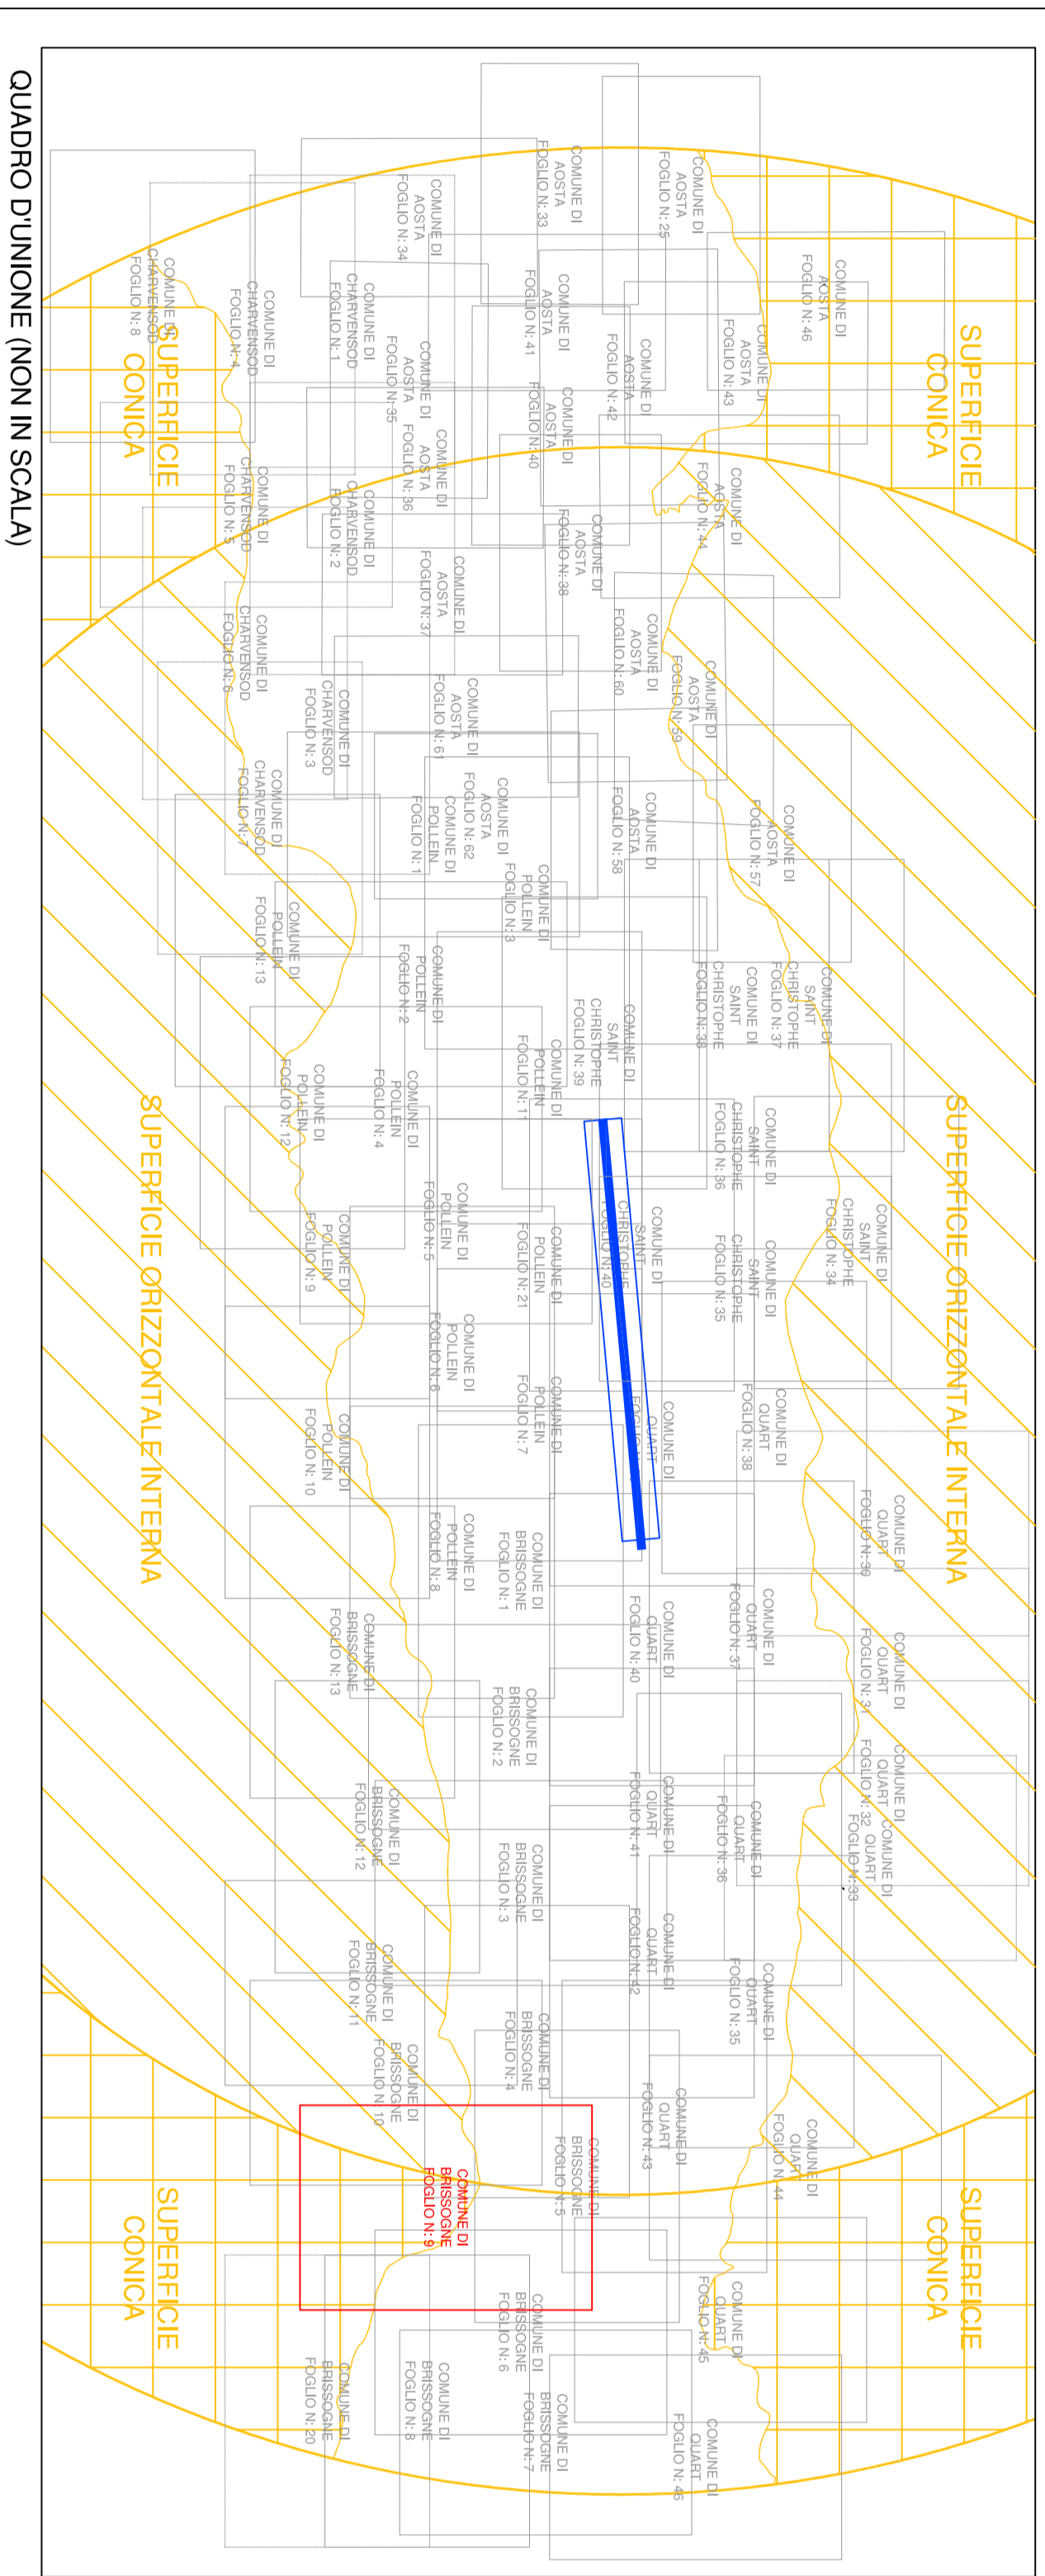 QUADRO D'UNIONE (NON IN SCALA)
SUPERFICIE
CONICA
SUPERFICIE ORIZZONTALE INTERNA
SUPERFICIE
CONICA
COMUNE DI
AOSTA
FOGLIO N: 46
COMUNE DI
AOSTA
FOGLIO N: 25
COMUNE DI
AOSTA
FOGLIO N: 33
COMUNE DI
AOSTA
FOGLIO N: 34
COMUNE DI
CHARVENSOD
FOGLIO N: 8
COMUNE DI
CHARVENSOD
FOGLIO N: 4
COMUNE DI
CHARVENSOD
FOGLIO N: 1
COMUNE DI
AOSTA
FOGLIO N: 41
COMUNE DI
AOSTA
FOGLIO N: 43
COMUNE DI
AOSTA
FOGLIO N: 42
COMUNE DI
AOSTA
FOGLIO N: 35
COMUNE DI
AOSTA
FOGLIO N: 40
COMUNE DI
AOSTA
FOGLIO N: 36
COMUNE DI
AOSTA
FOGLIO N: 44
COMUNE DI
CHARVENSOD
FOGLIO N: 5
COMUNE DI
CHARVENSOD
FOGLIO N: 2
COMUNE DI
AOSTA
FOGLIO N: 38
COMUNE DI
AOSTA
FOGLIO N: 37
COMUNE DI
AOSTA
FOGLIO N: 60
COMUNE DI
AOSTA
FOGLIO N: 59
COMUNE DI
CHARVENSOD
FOGLIO N: 6
COMUNE DI
CHARVENSOD
FOGLIO N: 3
COMUNE DI
AOSTA
FOGLIO N: 61
COMUNE DI
AOSTA
FOGLIO N: 62
COMUNE DI
POLLEIN
FOGLIO N: 1
COMUNE DI
AOSTA
FOGLIO N: 58
COMUNE DI
AOSTA
FOGLIO N: 57
COMUNE DI
CHARVENSOD
FOGLIO N: 7
COMUNE DI
POLLEIN
FOGLIO N: 3
COMUNE DI
POLLEIN
FOGLIO N: 13
COMUNE DI
POLLEIN
FOGLIO N: 2
COMUNE DI
SAINT
CHRISTOPHE
FOGLIO N: 37
COMUNE DI
SAINT
CHRISTOPHE
FOGLIO N: 38
COMUNE DI
SAINT
CHRISTOPHE
FOGLIO N: 39
COMUNE DI
POLLEIN
FOGLIO N: 11
COMUNE DI
POLLEIN
FOGLIO N: 12
COMUNE DI
POLLEIN
FOGLIO N: 4
COMUNE DI
SAINT
CHRISTOPHE
FOGLIO N: 36
COMUNE DI
SAINT
CHRISTOPHE
FOGLIO N: 34
COMUNE DI
SAINT
CHRISTOPHE
FOGLIO N: 35
COMUNE DI
SAINT
CHRISTOPHE
FOGLIO N: 40
COMUNE DI
POLLEIN
FOGLIO N: 5
COMUNE DI
POLLEIN
FOGLIO N: 9
COMUNE DI
POLLEIN
FOGLIO N: 21
COMUNE DI
POLLEIN
FOGLIO N: 6
COMUNE DI
POLLEIN
FOGLIO N: 7
COMUNE DI
POLLEIN
FOGLIO N: 10
COMUNE DI
QUART
COMUNE DI
QUART
FOGLIO N: 38
COMUNE DI
QUART
FOGLIO N: 30
COMUNE DI
POLLEIN
FOGLIO N: 8
COMUNE DI
BRISSOGNE
FOGLIO N: 1
COMUNE DI
QUART
FOGLIO N: 37
COMUNE DI
QUART
FOGLIO N: 40
COMUNE DI
QUART
FOGLIO N: 31
COMUNE DI
BRISSOGNE
FOGLIO N: 13
COMUNE DI
BRISSOGNE
FOGLIO N: 2
COMUNE DI
QUART
FOGLIO N: 32
COMUNE DI
QUART
FOGLIO N: 33
COMUNE DI
QUART
FOGLIO N: 41
COMUNE DI
QUART
FOGLIO N: 36
COMUNE DI
BRISSOGNE
FOGLIO N: 12
COMUNE DI
BRISSOGNE
FOGLIO N: 3
COMUNE DI
QUART
FOGLIO N: 42
COMUNE DI
QUART
FOGLIO N: 35
COMUNE DI
BRISSOGNE
FOGLIO N: 11
COMUNE DI
BRISSOGNE
FOGLIO N: 4
COMUNE DI
BRISSOGNE
FOGLIO N: 10
COMUNE DI
QUART
FOGLIO N: 43
COMUNE DI
QUART
FOGLIO N: 44
COMUNE DI
BRISSOGNE
FOGLIO N: 5
COMUNE DI
BRISSOGNE
FOGLIO N: 9
COMUNE DI
QUART
FOGLIO N: 45
COMUNE DI
BRISSOGNE
FOGLIO N: 6
COMUNE DI
BRISSOGNE
FOGLIO N: 20
COMUNE DI
BRISSOGNE
FOGLIO N: 8
COMUNE DI
BRISSOGNE
FOGLIO N: 7
COMUNE DI
QUART
FOGLIO N: 46
SUPERFICIE
CONICA
SUPERFICIE ORIZZONTALE INTERNA
SUPERFICIE
CONICA